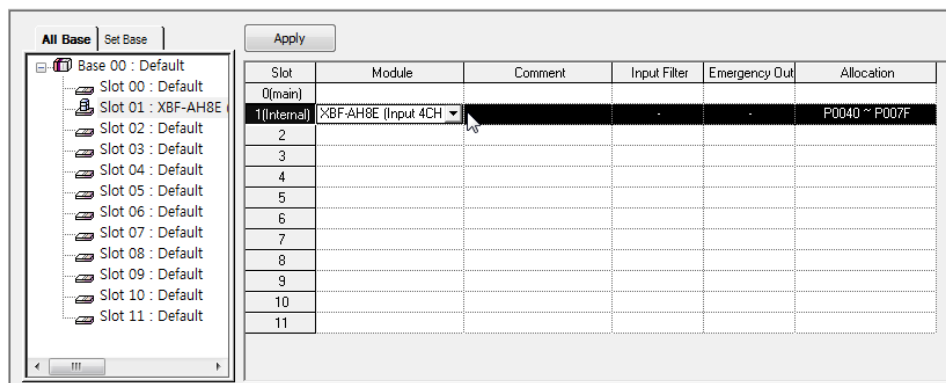 All Base Set Base Apply
Base 00 : Default
Slot 00 : Default
Slot 01 : XBF-AH8E (
Slot 02 : Default
Slot 03 : Default
Slot 04 : Default
Slot 05 : Default
Slot 06 : Default
Slot 07 : Default
Slot 08 : Default
Slot 09 : Default
Slot 10 : Default
Slot 11 : Default
Slot Module Comment Input Filter Emergency Out Allocation
0(main)
1(Internal) XBF-AH8E (Input 4CH - - P0040 ~ P007F
2
3
4
5
6
7
8
9
10
11